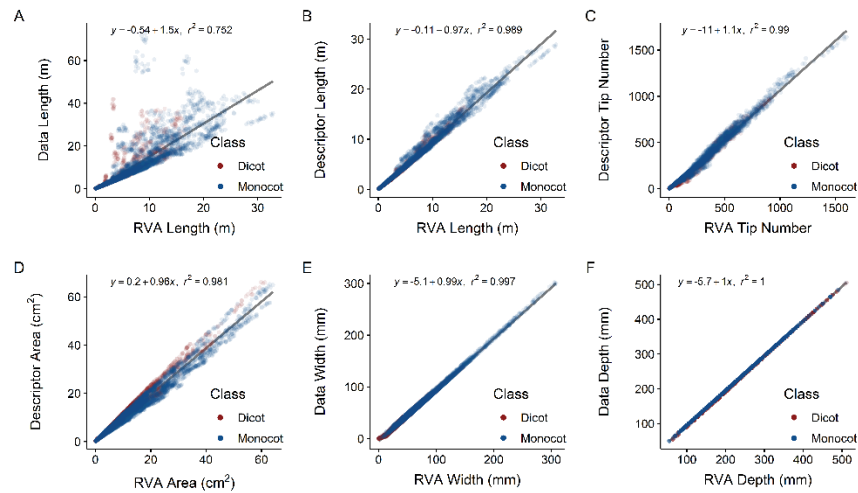 A
y = −0.54 + 1.5x, r² = 0.752
Data Length (m)
60
40
20
0
Class
Dicot
Monocot
0 10 20 30
RVA Length (m)
B
y = −0.11 − 0.97x, r² = 0.989
Descriptor Length (m)
30
20
10
0
Class
Dicot
Monocot
0 10 20 30
RVA Length (m)
C
y = −11 + 1.1x, r² = 0.99
Descriptor Tip Number
1500
1000
500
0
Class
Dicot
Monocot
0 500 1000 1500
RVA Tip Number
D
y = 0.2 + 0.96x, r² = 0.981
Descriptor Area (cm²)
60
40
20
0
Class
Dicot
Monocot
0 20 40 60
RVA Area (cm²)
E
y = -5.1 + 0.99x, r² = 0.997
Data Width (mm)
300
200
100
0
Class
Dicot
Monocot
0 100 200 300
RVA Width (mm)
F
y = −5.7 − 1x, r² = 1
Data Depth (mm)
500
400
300
200
100
Class
Dicot
Monocot
100 200 300 400 500
RVA Depth (mm)